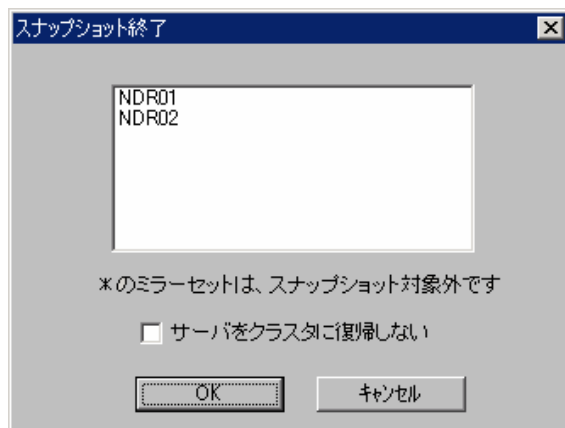 スナップショット終了
NDR01
NDR02
*のミラーセットは、スナップショット対象外です
サーバをクラスタに復帰しない
OK
キャンセル